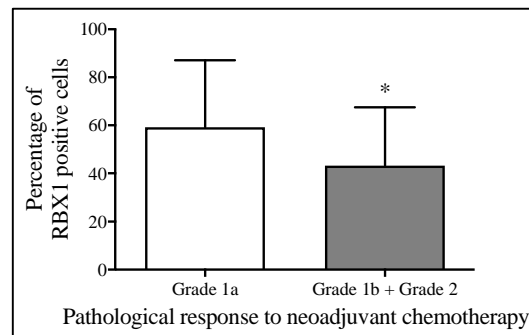 Percentage of
RBX1 positive cells
100
80
60
40
20
0
*
Grade 1a
Grade 1b + Grade 2
Pathological response to neoadjuvant chemotherapy